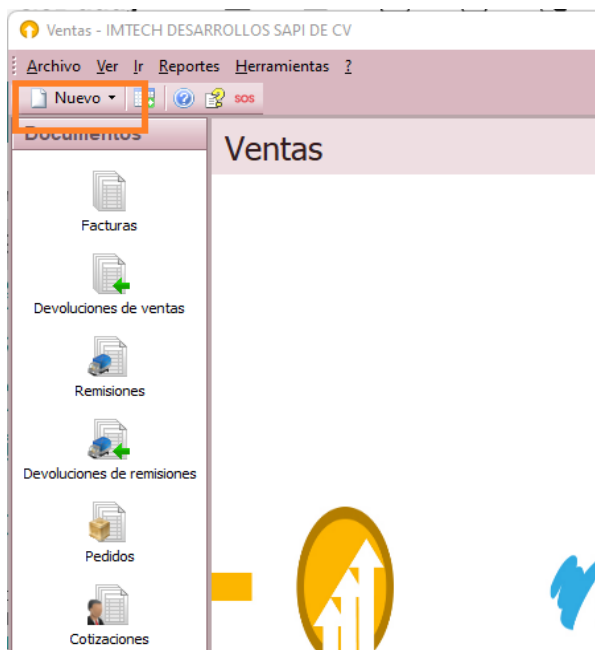 Ventas - IMTECH DESARROLLOS SAPI DE CV
Archivo Ver Ir Reportes Herramientas ?
Nuevo SOS
Documentos
Ventas
Facturas
Devoluciones de ventas
Remisiones
Devoluciones de remisiones
Pedidos
Cotizaciones